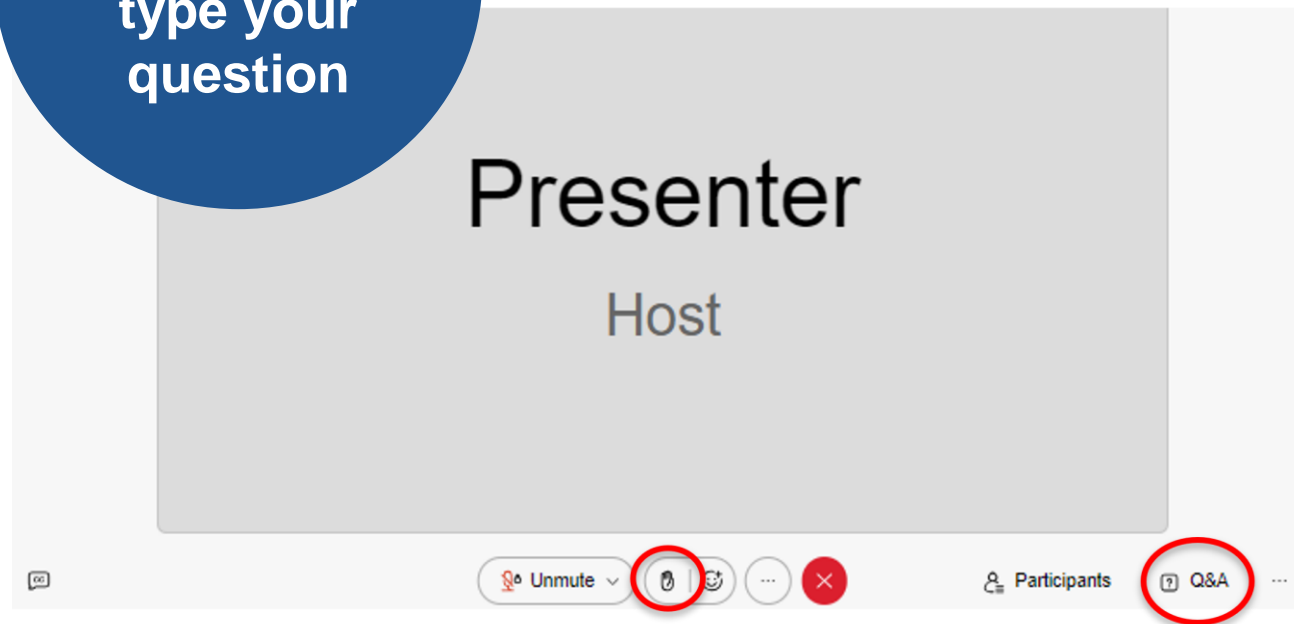 type your
question
Presenter
Host
Unmute
Participants
Q&A